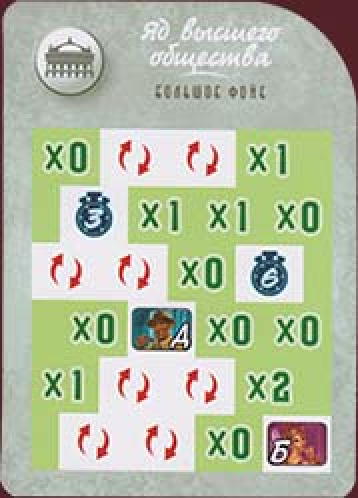 Яд высшего
общества
БОЛЬШОЕ ФОЙЕ
x0 x1
3 x1 x1 x0
x0 6
x0 А x0 x0
x1 x2
x0 Б